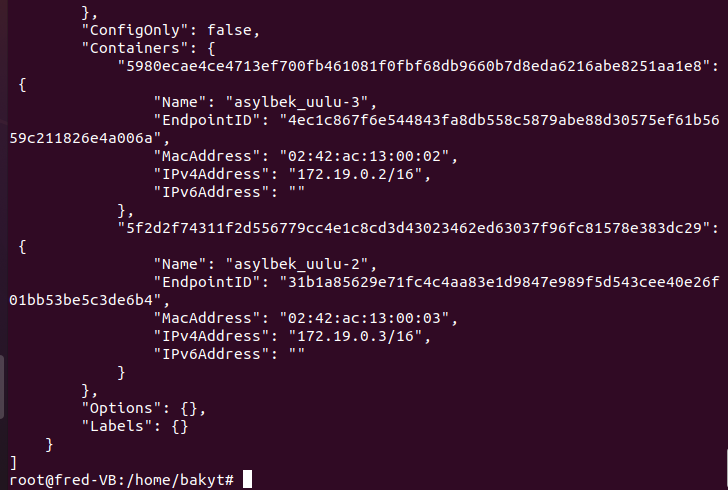 },
        "ConfigOnly": false,
        "Containers": {
            "5980ecae4ce4713ef700fb461081f0fbf68db9660b7d8eda6216abe8251aa1e8":
 {
                "Name": "asylbek_uulu-3",
                "EndpointID": "4ec1c867f6e544843fa8db558c5879abe88d30575ef61b56
59c211826e4a006a",
                "MacAddress": "02:42:ac:13:00:02",
                "IPv4Address": "172.19.0.2/16",
                "IPv6Address": ""
            },
            "5f2d2f74311f2d556779cc4e1c8cd3d43023462ed63037f96fc81578e383dc29":
 {
                "Name": "asylbek_uulu-2",
                "EndpointID": "31b1a85629e71fc4c4aa83e1d9847e989f5d543cee40e26f
01bb53be5c3de6b4",
                "MacAddress": "02:42:ac:13:00:03",
                "IPv4Address": "172.19.0.3/16",
                "IPv6Address": ""
            }
        },
        "Options": {},
        "Labels": {}
    }
]
root@fred-VB:/home/bakyt#